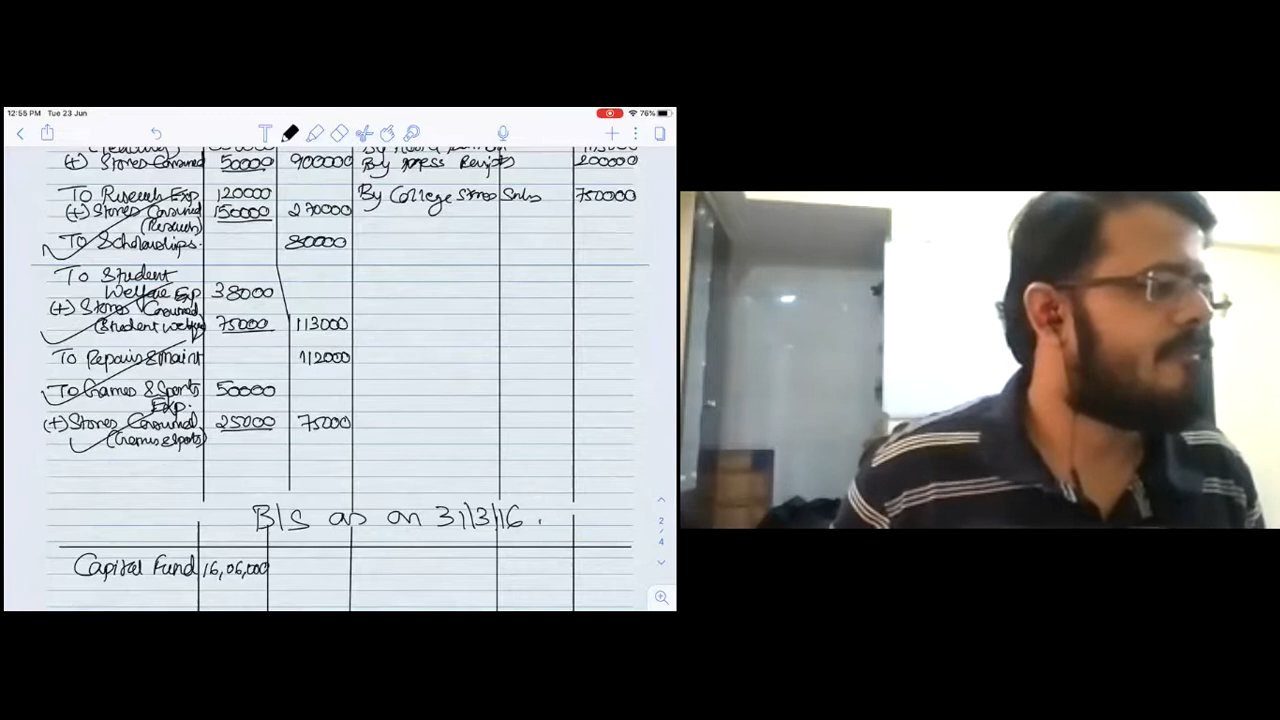 12:55 PM Tue 23 Jun 76%
(+) Stores Consumed 50000 900000 By Mess Receipts 200000
To Research Exp 120000 By College Stores Sales 750000
(+) Stores Consumed 150000 270000
(Research)
To Scholarships. 80000
To Student
Welfare Exp 38000
(+) Stores Consumed
(Student Welfare) 75000 113000
To Repairs & Maint 112000
To Games & Sports 50000
Exp.
(+) Stores Consumed 25000 75000
(Games & Sports)
B/S as on 31/3/16.
Capital Fund 16,06,000
2
/
4